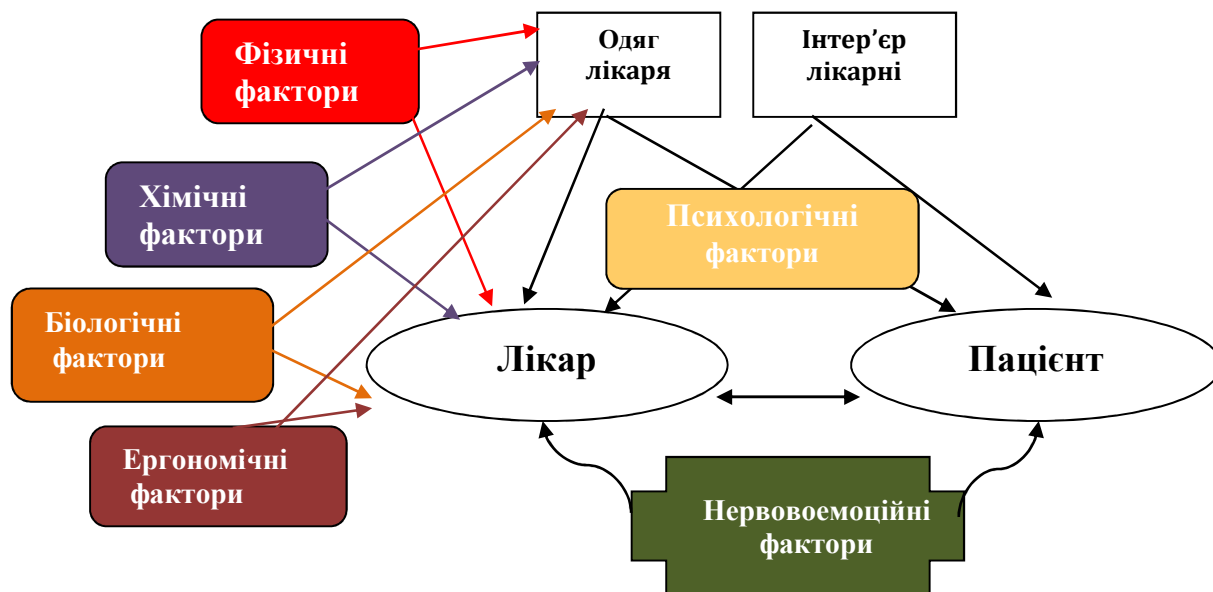 Фізичні
фактори
Одяг
лікаря
Інтер’єр
лікарні
Хімічні
фактори
Психологічні
фактори
Біологічні
фактори
Лікар
Пацієнт
Ергономічні
фактори
Нервовоемоційні
фактори